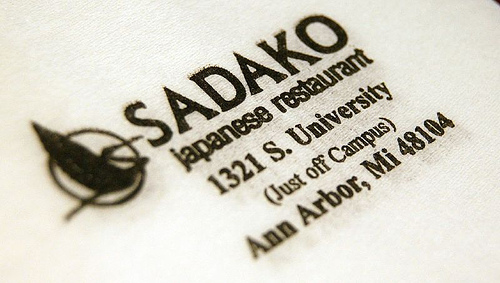 SADAKO
japanese restaurant
1321 S. University
(Just off Campus)
Ann Arbor, Mi 48104